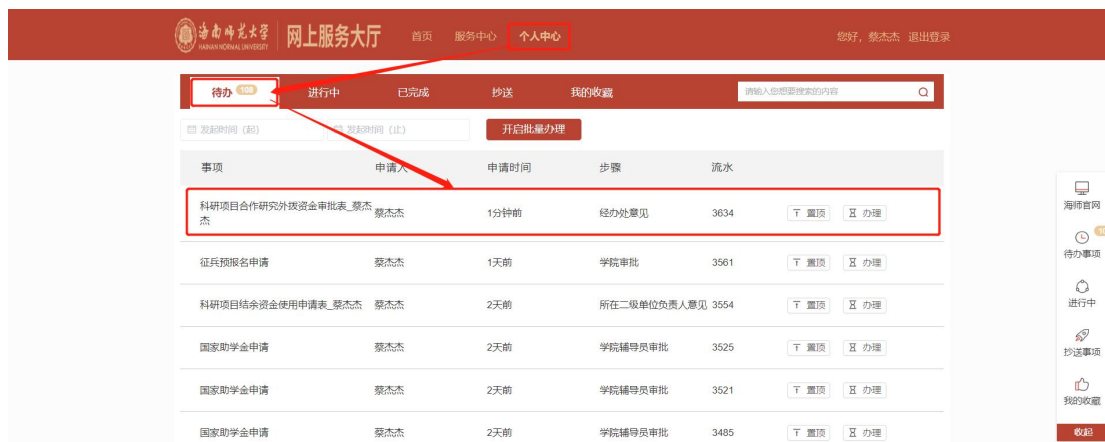 海南师范大学 网上服务大厅 首页 服务中心 个人中心 您好，蔡杰杰 退出登录
HAINAN NORMAL UNIVERSITY
待办 108 进行中 已完成 抄送 我的收藏 请输入您想要搜索的内容
发起时间（起） 发起时间（止） 开启批量办理
事项 申请人 申请时间 步骤 流水
科研项目合作研究外拨资金审批表_蔡杰
杰 蔡杰杰 1分钟前 经办处意见 3634 置顶 办理
征兵预报名申请 蔡杰杰 1天前 学院审批 3561 置顶 办理
科研项目结余资金使用申请表_蔡杰杰 蔡杰杰 2天前 所在二级单位负责人意见 3554 置顶 办理
国家助学金申请 蔡杰杰 2天前 学院辅导员审批 3525 置顶 办理
国家助学金申请 蔡杰杰 2天前 学院辅导员审批 3521 置顶 办理
国家助学金申请 蔡杰杰 2天前 学院辅导员审批 3485 置顶 办理
海师官网
待办事项
进行中
抄送事项
我的收藏
收起